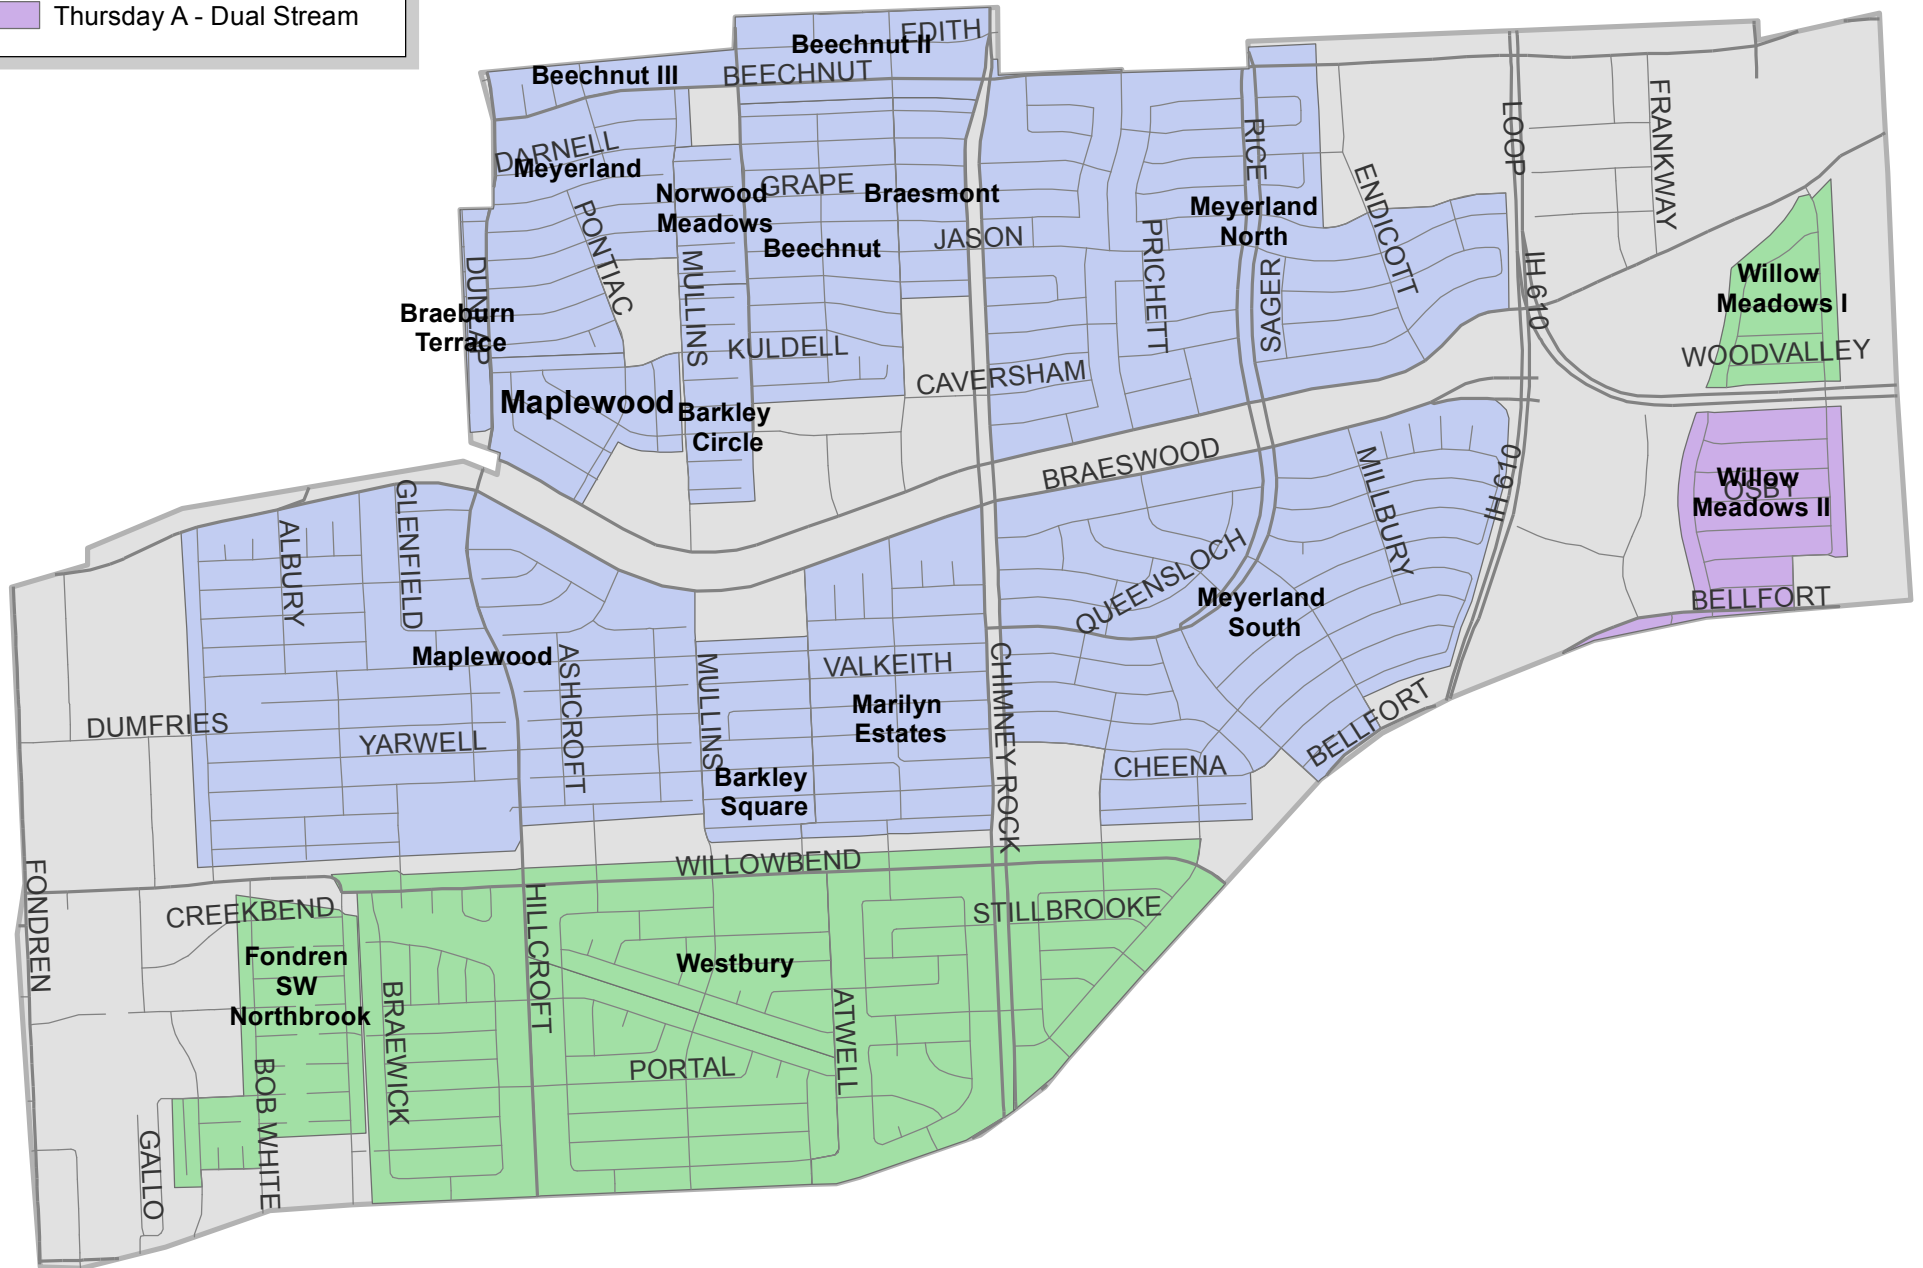 Thursday A - Dual Stream
EDITH
Beechnut II
Beechnut III
BEECHNUT
DARNELL
Meyerland
Norwood
Meadows
GRAPE
Braesmont
Beechnut
JASON
PONTIAC
MULLINS
RICE
Meyerland
North
PRICHETT
SAGER
ENDICOTT
LOOP
FRANKWAY
IH 610
Willow
Meadows I
WOODVALLEY
DUNLAP
Braeburn
Terrace
KULDELL
CAVERSHAM
Maplewood
Barkley
Circle
BRAESWOOD
MILLBURY
IH 610
Willow
OSBY
Meadows II
BELLFORT
GLENFIELD
ALBURY
QUEENSLOCH
Meyerland
South
Maplewood
ASHCROFT
MULLINS
VALKEITH
Marilyn
Estates
CHIMNEY ROCK
DUMFRIES
YARWELL
Barkley
Square
CHEENA
BELLFORT
WILLOWBEND
FONDREN
CREEKBEND
HILLCROFT
STILLBROOKE
Fondren
SW
Northbrook
Westbury
BRAEWICK
ATWELL
PORTAL
BOB WHITE
GALLO